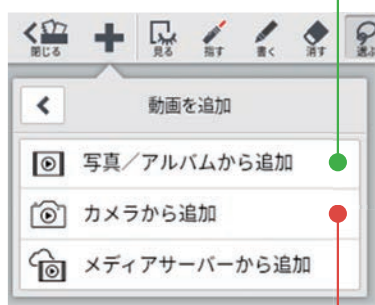 閉じる 見る 指す 書く 消す 選ぶ
動画を追加
写真／アルバムから追加
カメラから追加
メディアサーバーから追加